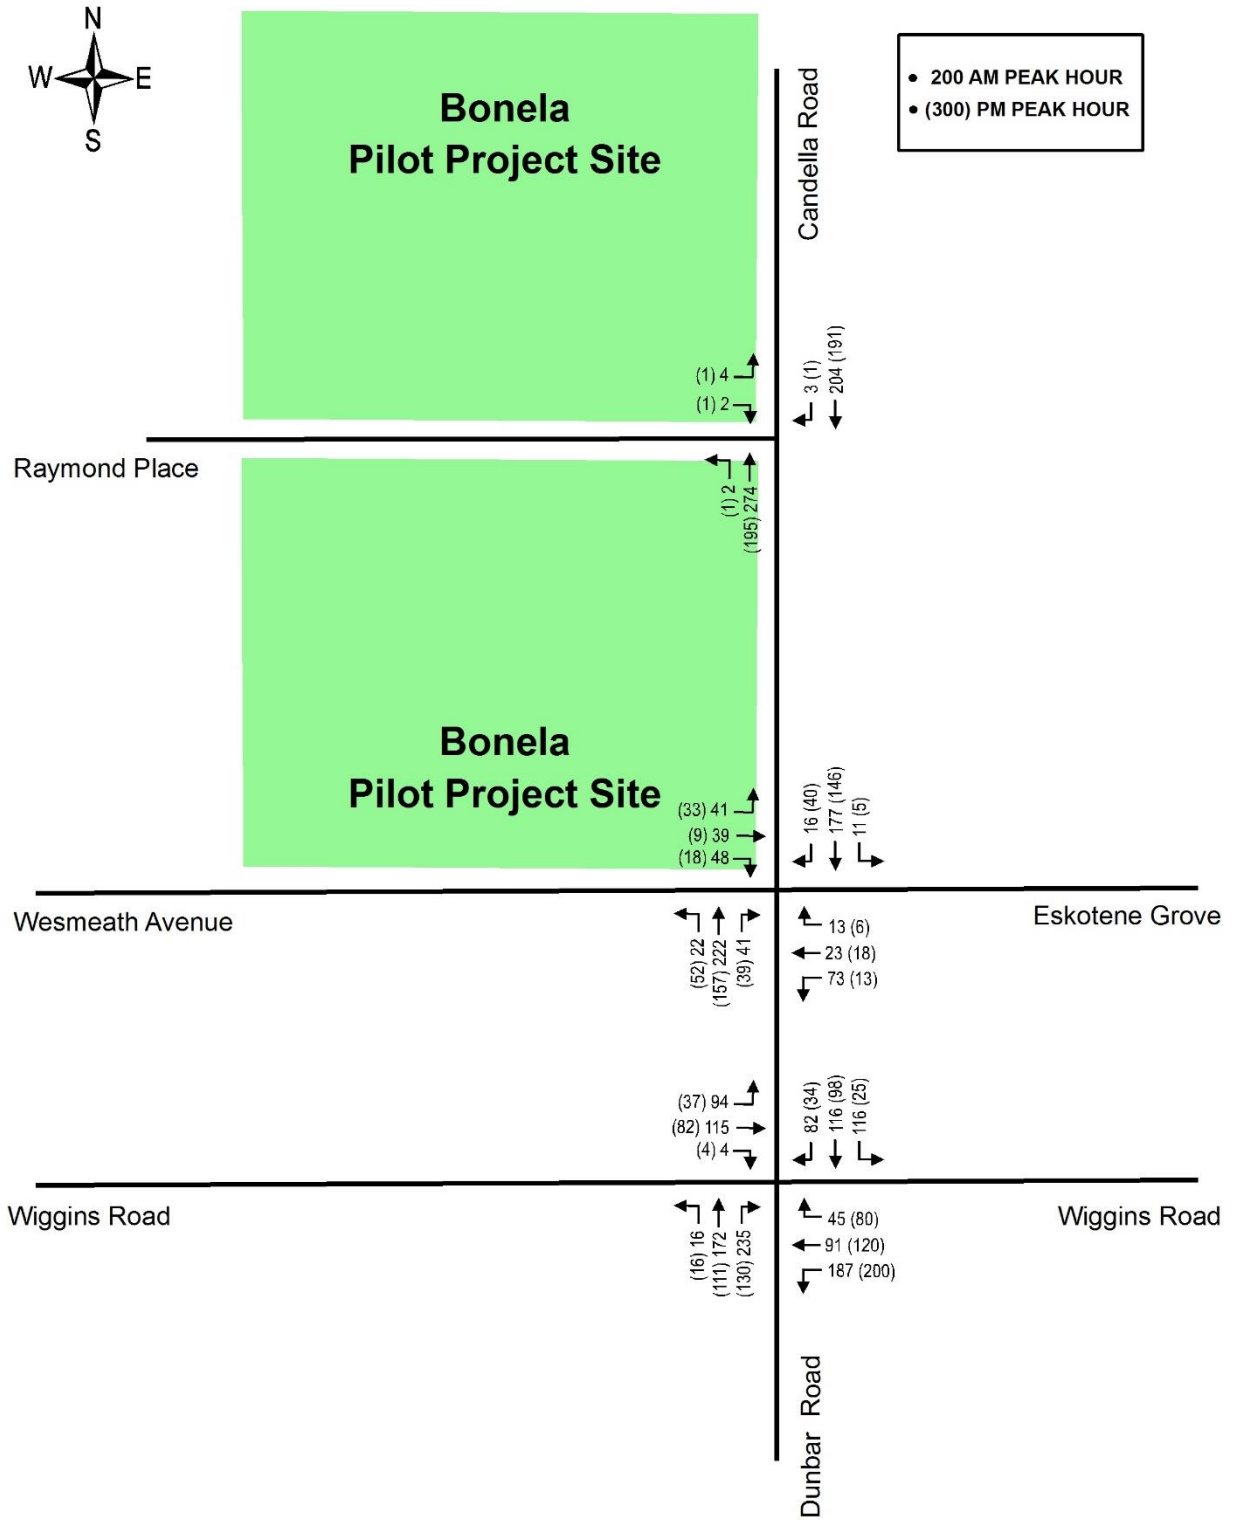 N
W E
S
Bonela
Pilot Project Site
Candella Road
• 200 AM PEAK HOUR
• (300) PM PEAK HOUR
(1) 4
(1) 2
3 (1)
204 (191)
Raymond Place
(1) 2
(195) 274
Bonela
Pilot Project Site
(33) 41
(9) 39
(18) 48
16 (40)
177 (146)
11 (5)
Wesmeath Avenue
Eskotene Grove
(52) 22
(157) 222
(39) 41
13 (6)
23 (18)
73 (13)
(37) 94
(82) 115
(4) 4
82 (34)
116 (98)
116 (25)
Wiggins Road
Wiggins Road
(16) 16
(111) 172
(130) 235
45 (80)
91 (120)
187 (200)
Dunbar Road